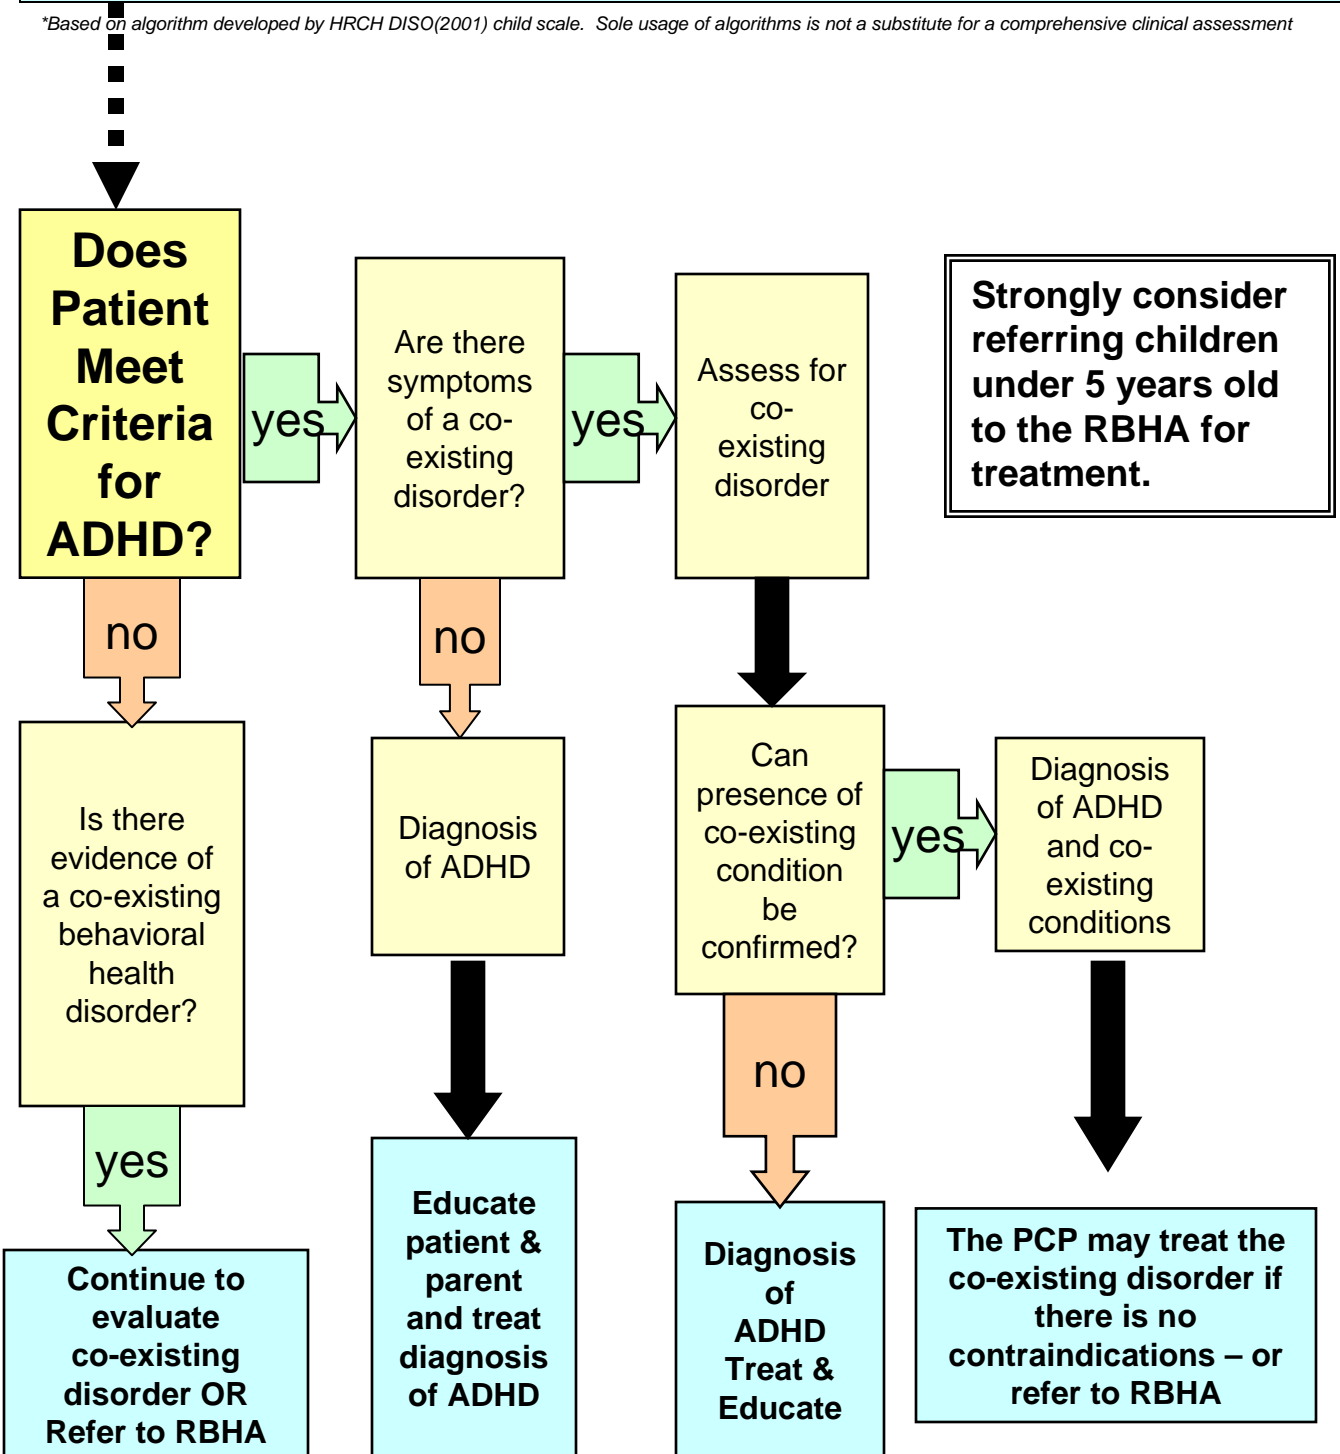 *Based on algorithm developed by HRCH DISO(2001) child scale.  Sole usage of algorithms is not a substitute for a comprehensive clinical assessment
Does
Patient
Meet
Criteria
for
ADHD?
yes
Are there
symptoms
of a co-
existing
disorder?
yes
Assess for
co-
existing
disorder
Strongly consider
referring children
under 5 years old
to the RBHA for
treatment.
no
no
Is there
evidence of
a co-existing
behavioral
health
disorder?
Diagnosis
of ADHD
Can
presence of
co-existing
condition
be
confirmed?
yes
Diagnosis
of ADHD
and co-
existing
conditions
yes
no
Continue to
evaluate
co-existing
disorder OR
Refer to RBHA
Educate
patient &
parent
and treat
diagnosis
of ADHD
Diagnosis
of
ADHD
Treat &
Educate
The PCP may treat the
co-existing disorder if
there is no
contraindications – or
refer to RBHA